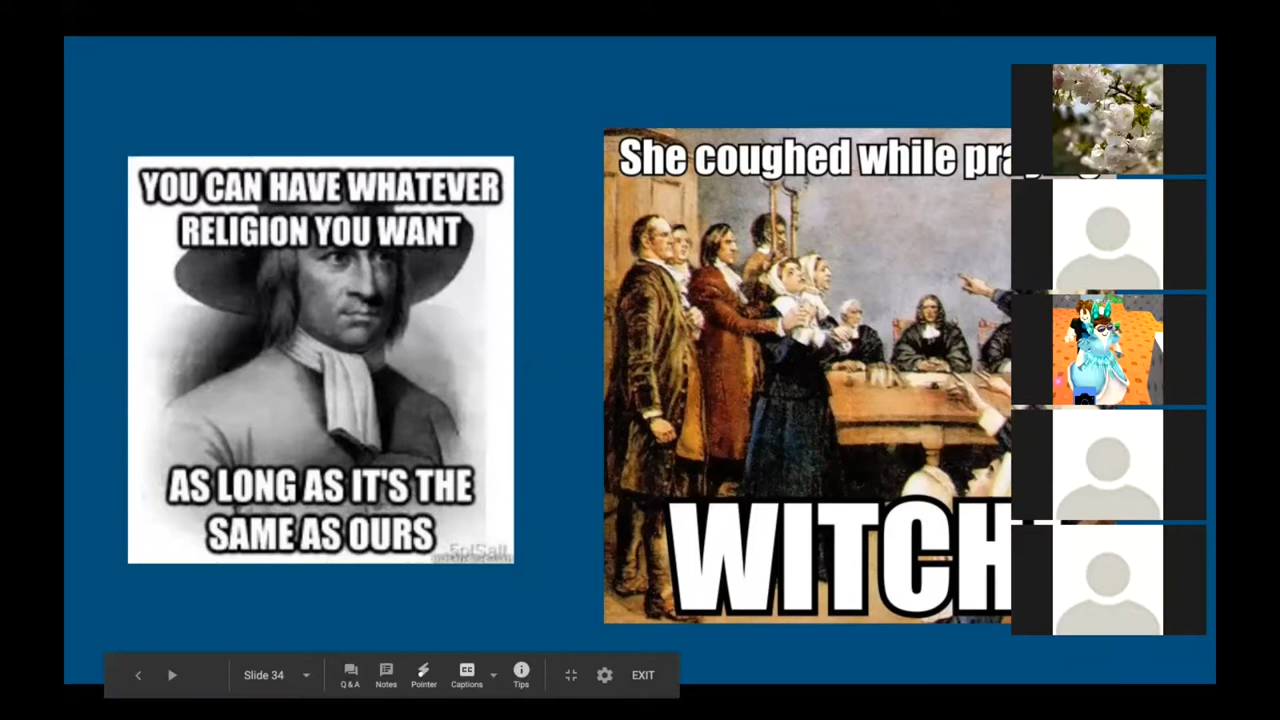 YOU CAN HAVE WHATEVER
RELIGION YOU WANT
AS LONG AS IT'S THE
SAME AS OURS
She coughed while pra
WITCH
Slide 34
Q & A
Notes
Pointer
Captions
Tips
EXIT